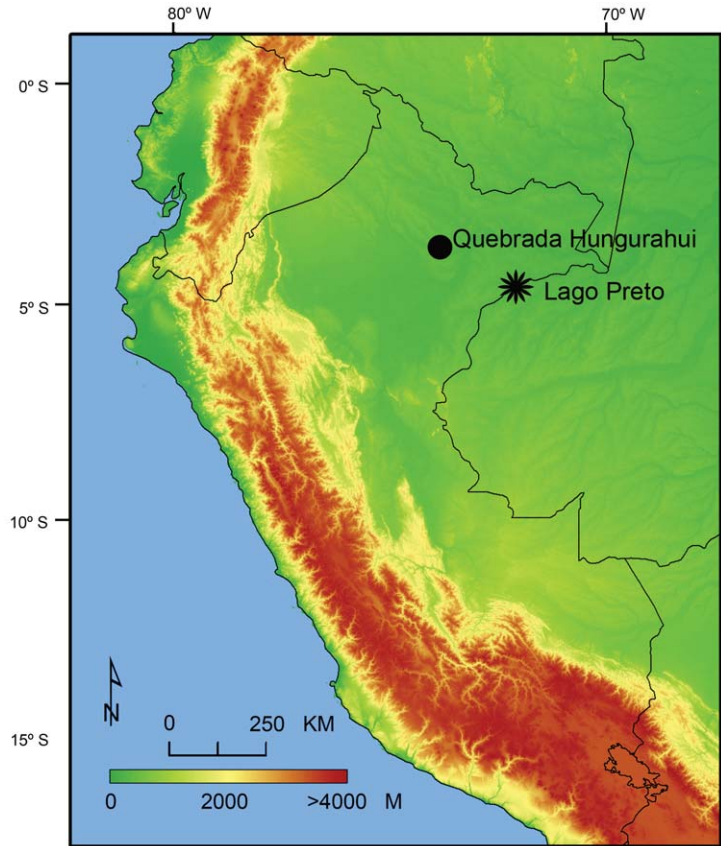 80º W
70º W
0º S
Quebrada Hungurahui
Lago Preto
5º S
10º S
15º S
N
0 250 KM
0 2000 >4000 M